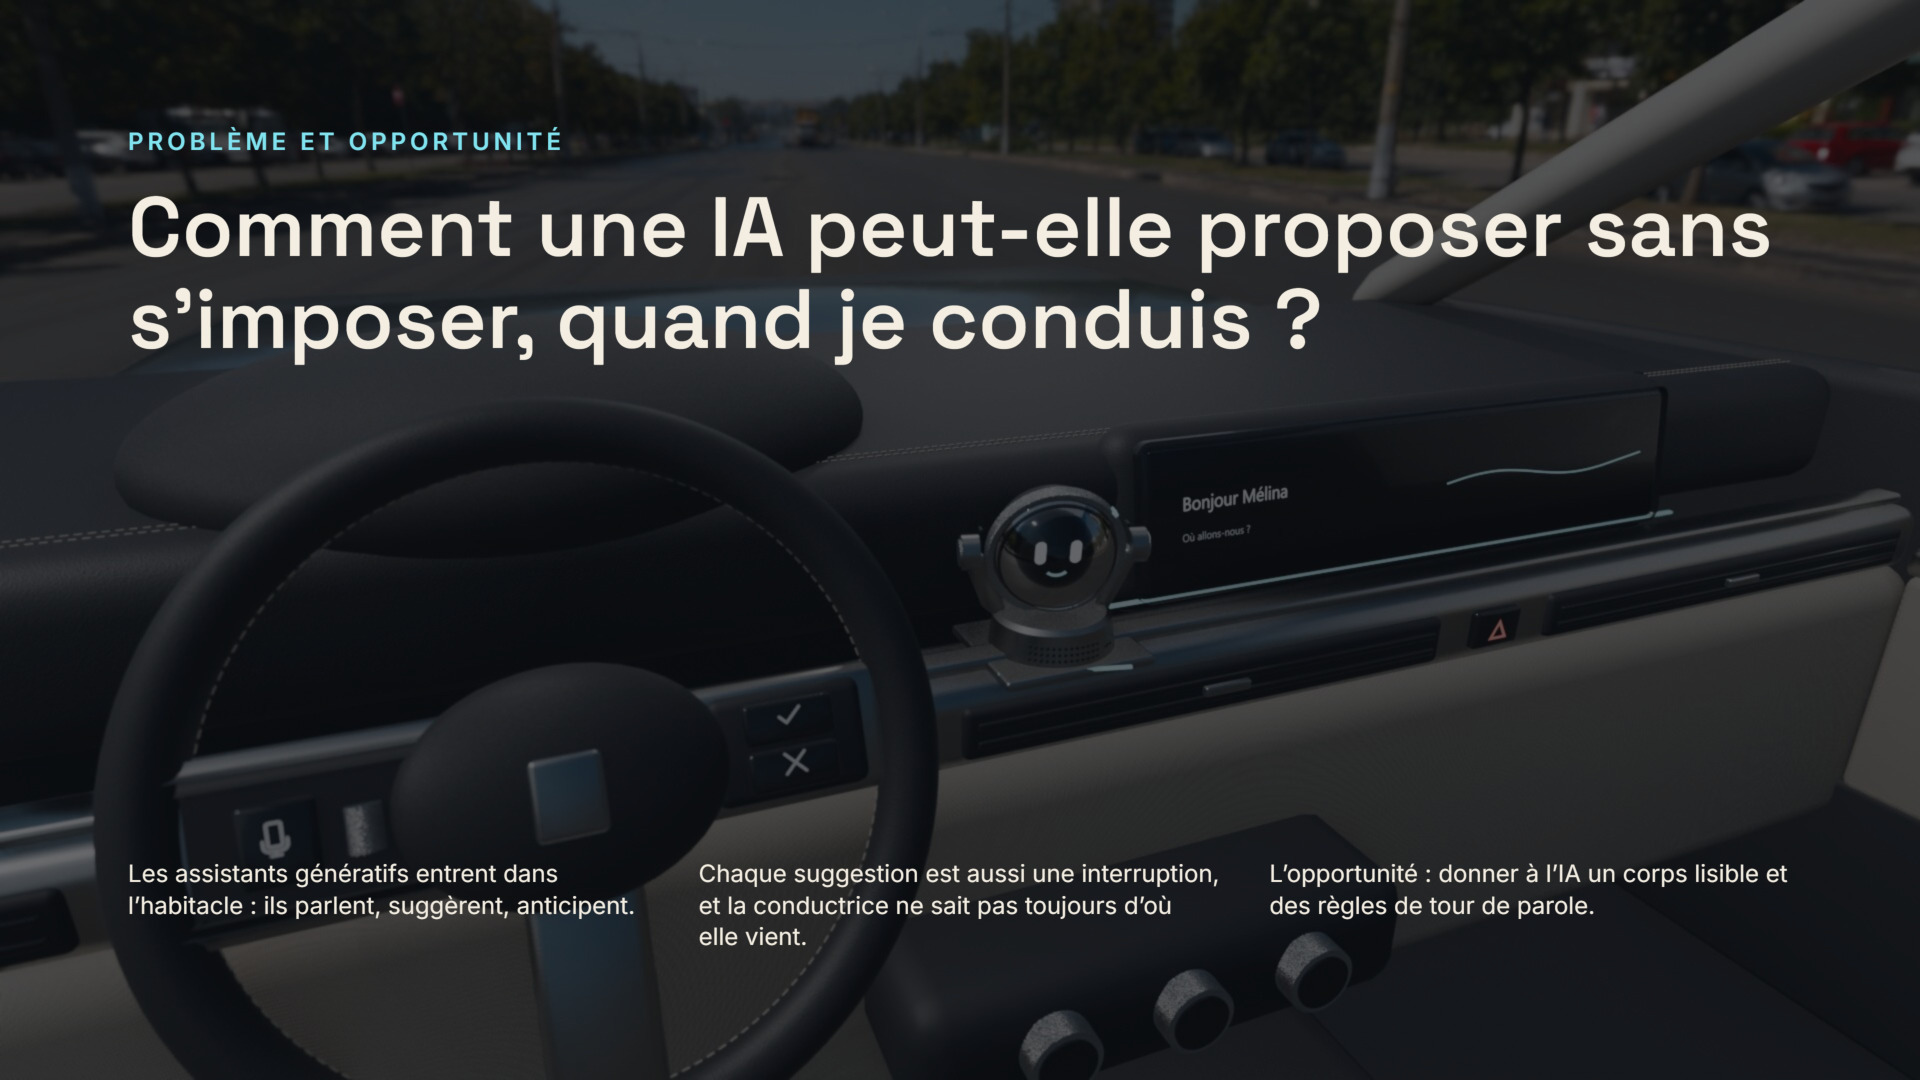 PROBLÈME ET OPPORTUNITÉ
Comment une IA peut-elle proposer sans
s’imposer, quand je conduis ?
Bonjour Mélina
Où allons-nous ?
Les assistants génératifs entrent dans
l’habitacle : ils parlent, suggèrent, anticipent.
Chaque suggestion est aussi une interruption,
et la conductrice ne sait pas toujours d’où
elle vient.
L’opportunité : donner à l’IA un corps lisible et
des règles de tour de parole.